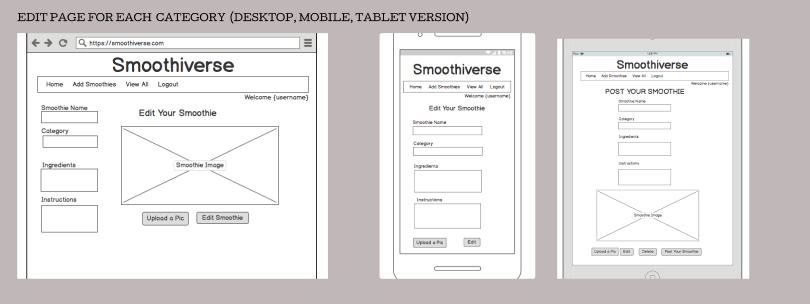 EDIT PAGE FOR EACH CATEGORY (DESKTOP, MOBILE, TABLET VERSION)
https://smoothiverse.com
Smoothiverse
Home Add Smoothies View All Logout
Welcome {username}
Edit Your Smoothie
Smoothie Name
Category
Ingredients
Instructions
Smoothie Image
Upload a Pic Edit Smoothie
Smoothiverse
Home Add Smoothies View All Logout
Welcome {username}
Edit Your Smoothie
Smoothie Name
Category
Ingredients
Instructions
Upload a Pic Edit
Smoothiverse
Home Add Smoothies View All Logout
Welcome {username}
POST YOUR SMOOTHIE
Smoothie Name
Category
Ingredients
Instructions
Smoothie Image
Upload a Pic Edit Delete Post Your Smoothie